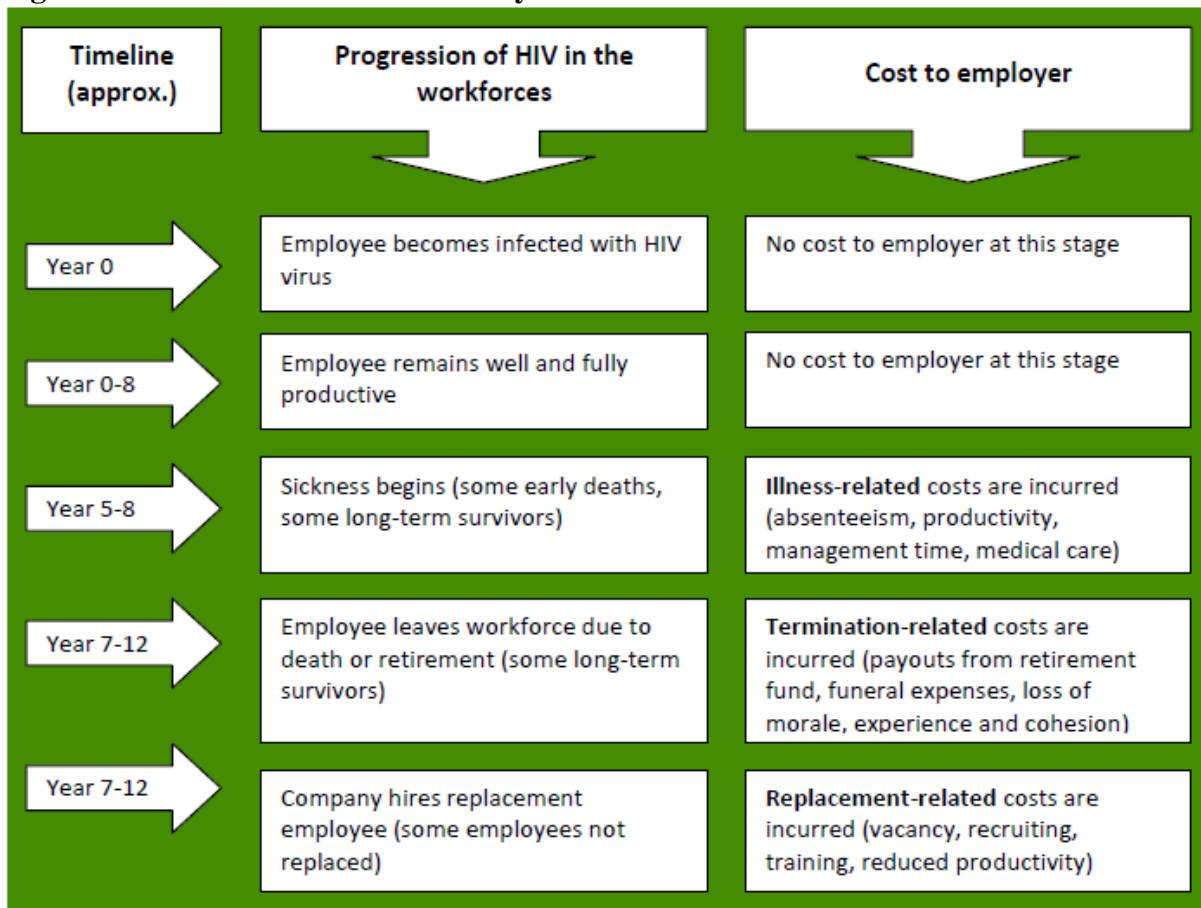 Timeline
(approx.)
Progression of HIV in the
workforces
Cost to employer
Year 0
Employee becomes infected with HIV
virus
No cost to employer at this stage
Year 0-8
Employee remains well and fully
productive
No cost to employer at this stage
Year 5-8
Sickness begins (some early deaths,
some long-term survivors)
Illness-related costs are incurred
(absenteeism, productivity,
management time, medical care)
Year 7-12
Employee leaves workforce due to
death or retirement (some long-term
survivors)
Termination-related costs are
incurred (payouts from retirement
fund, funeral expenses, loss of
morale, experience and cohesion)
Year 7-12
Company hires replacement
employee (some employees not
replaced)
Replacement-related costs are
incurred (vacancy, recruiting,
training, reduced productivity)